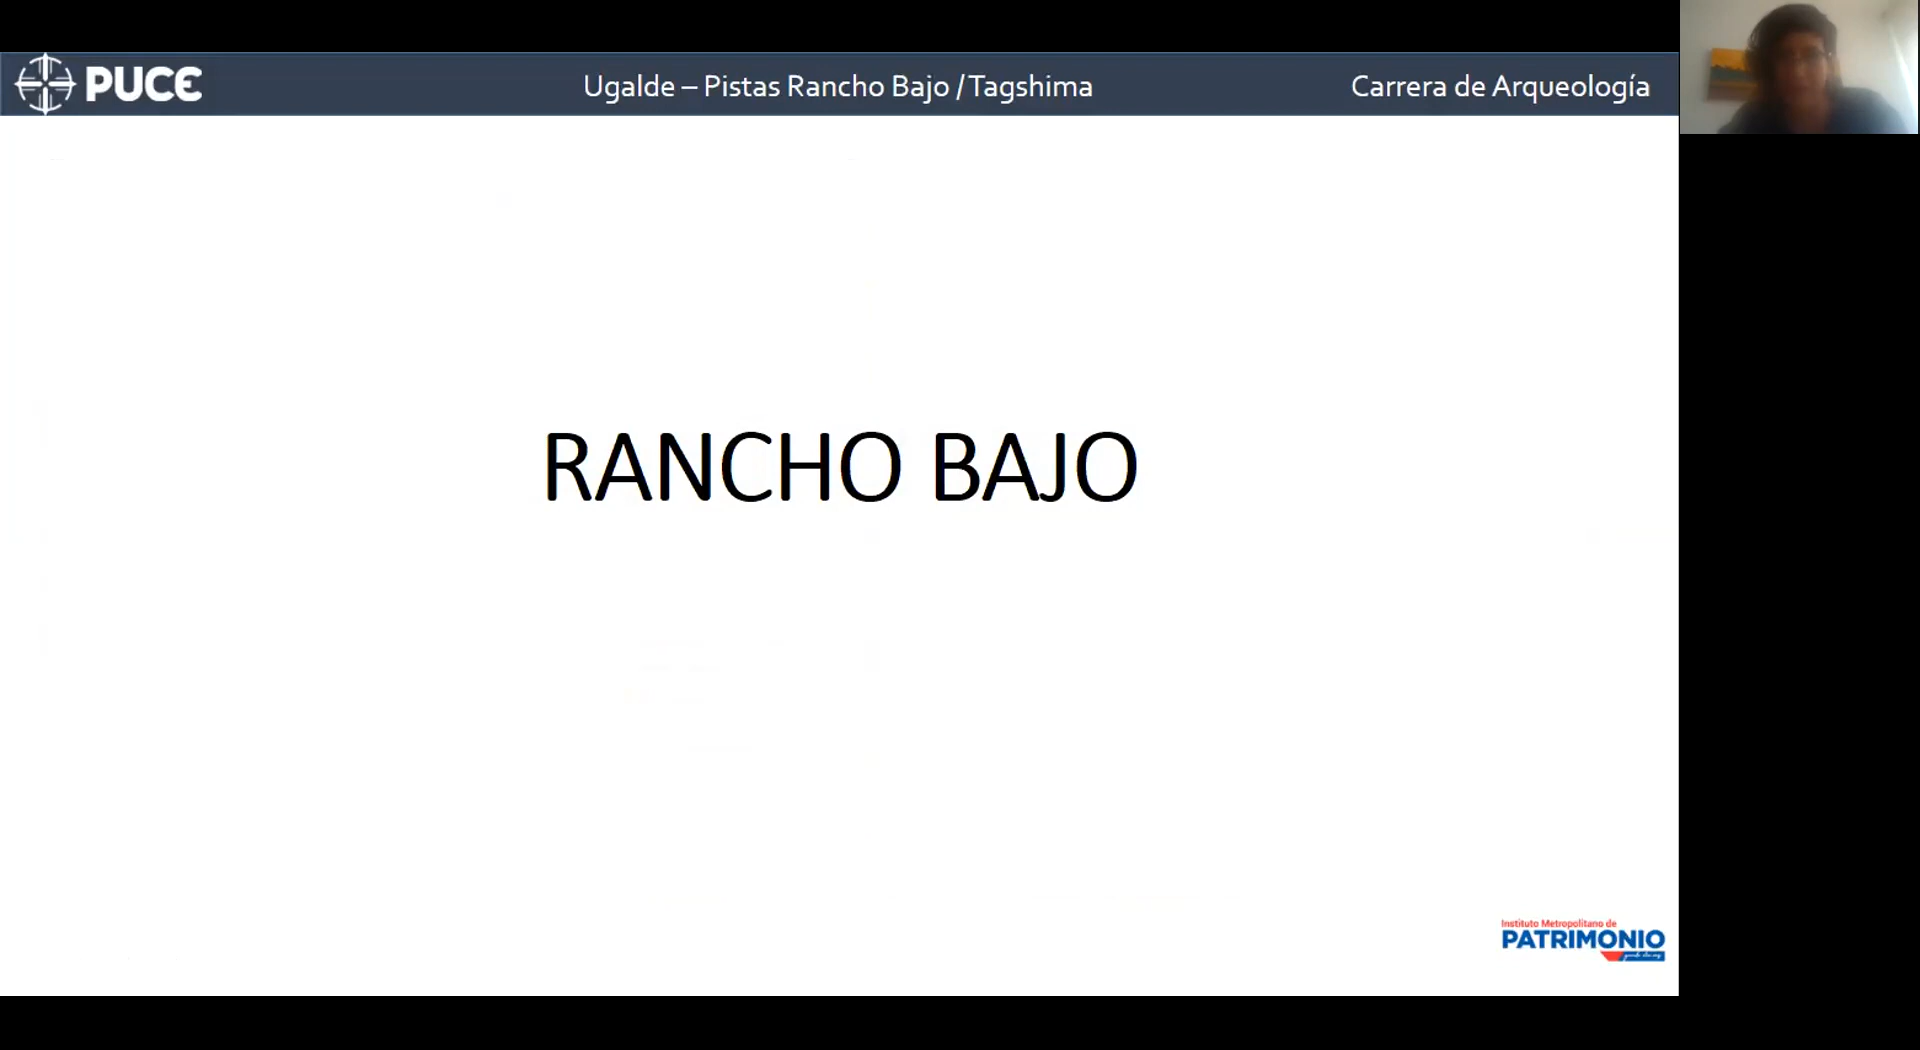 PUCE
Ugalde – Pistas Rancho Bajo / Tagshima
Carrera de Arqueología
RANCHO BAJO
Instituto Metropolitano de
PATRIMONIO